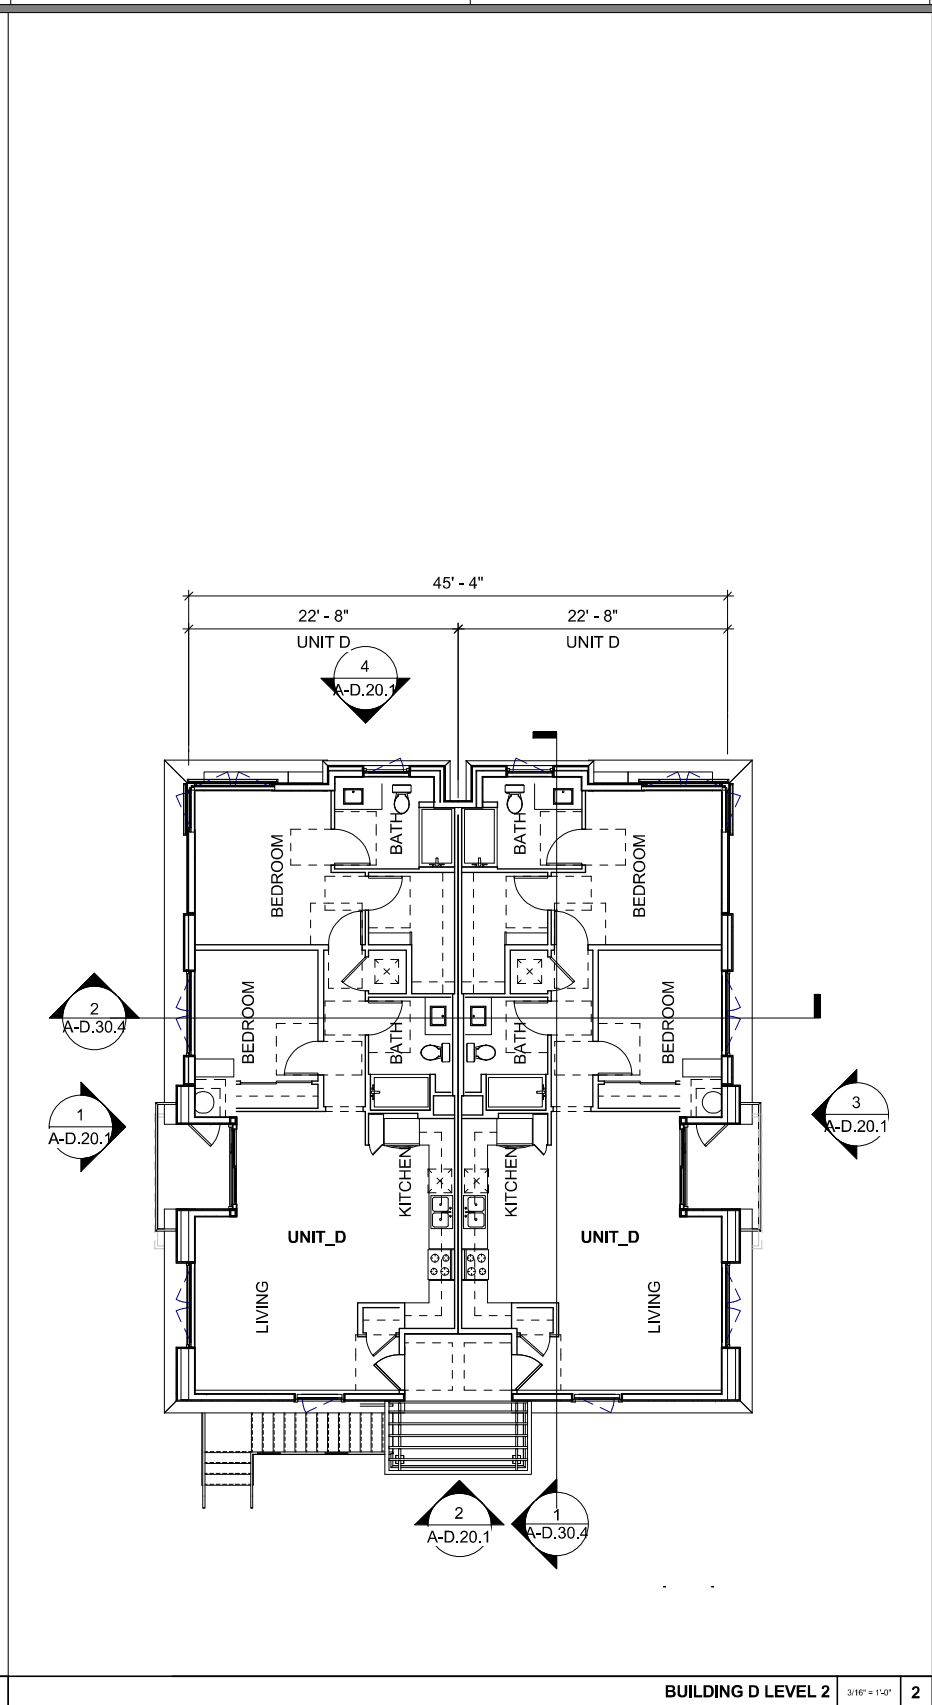 45' - 4"
22' - 8"
22' - 8"
UNIT D
UNIT D
4
A-D.20.1
BATH
BATH
BEDROOM
BEDROOM
2
A-D.30.4
BEDROOM
BATH
BATH
BEDROOM
1
A-D.20.1
3
A-D.20.1
KITCHEN
KITCHEN
UNIT_D
UNIT_D
LIVING
LIVING
2
A-D.20.1
1
A-D.30.4
BUILDING D LEVEL 2
3/16" = 1'-0"
2